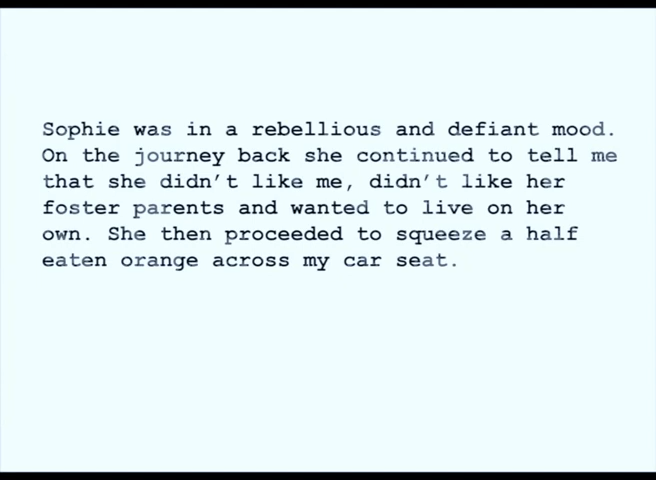 Sophie was in a rebellious and defiant mood.
On the journey back she continued to tell me
that she didn't like me, didn't like her
foster parents and wanted to live on her
own. She then proceeded to squeeze a half
eaten orange across my car seat.